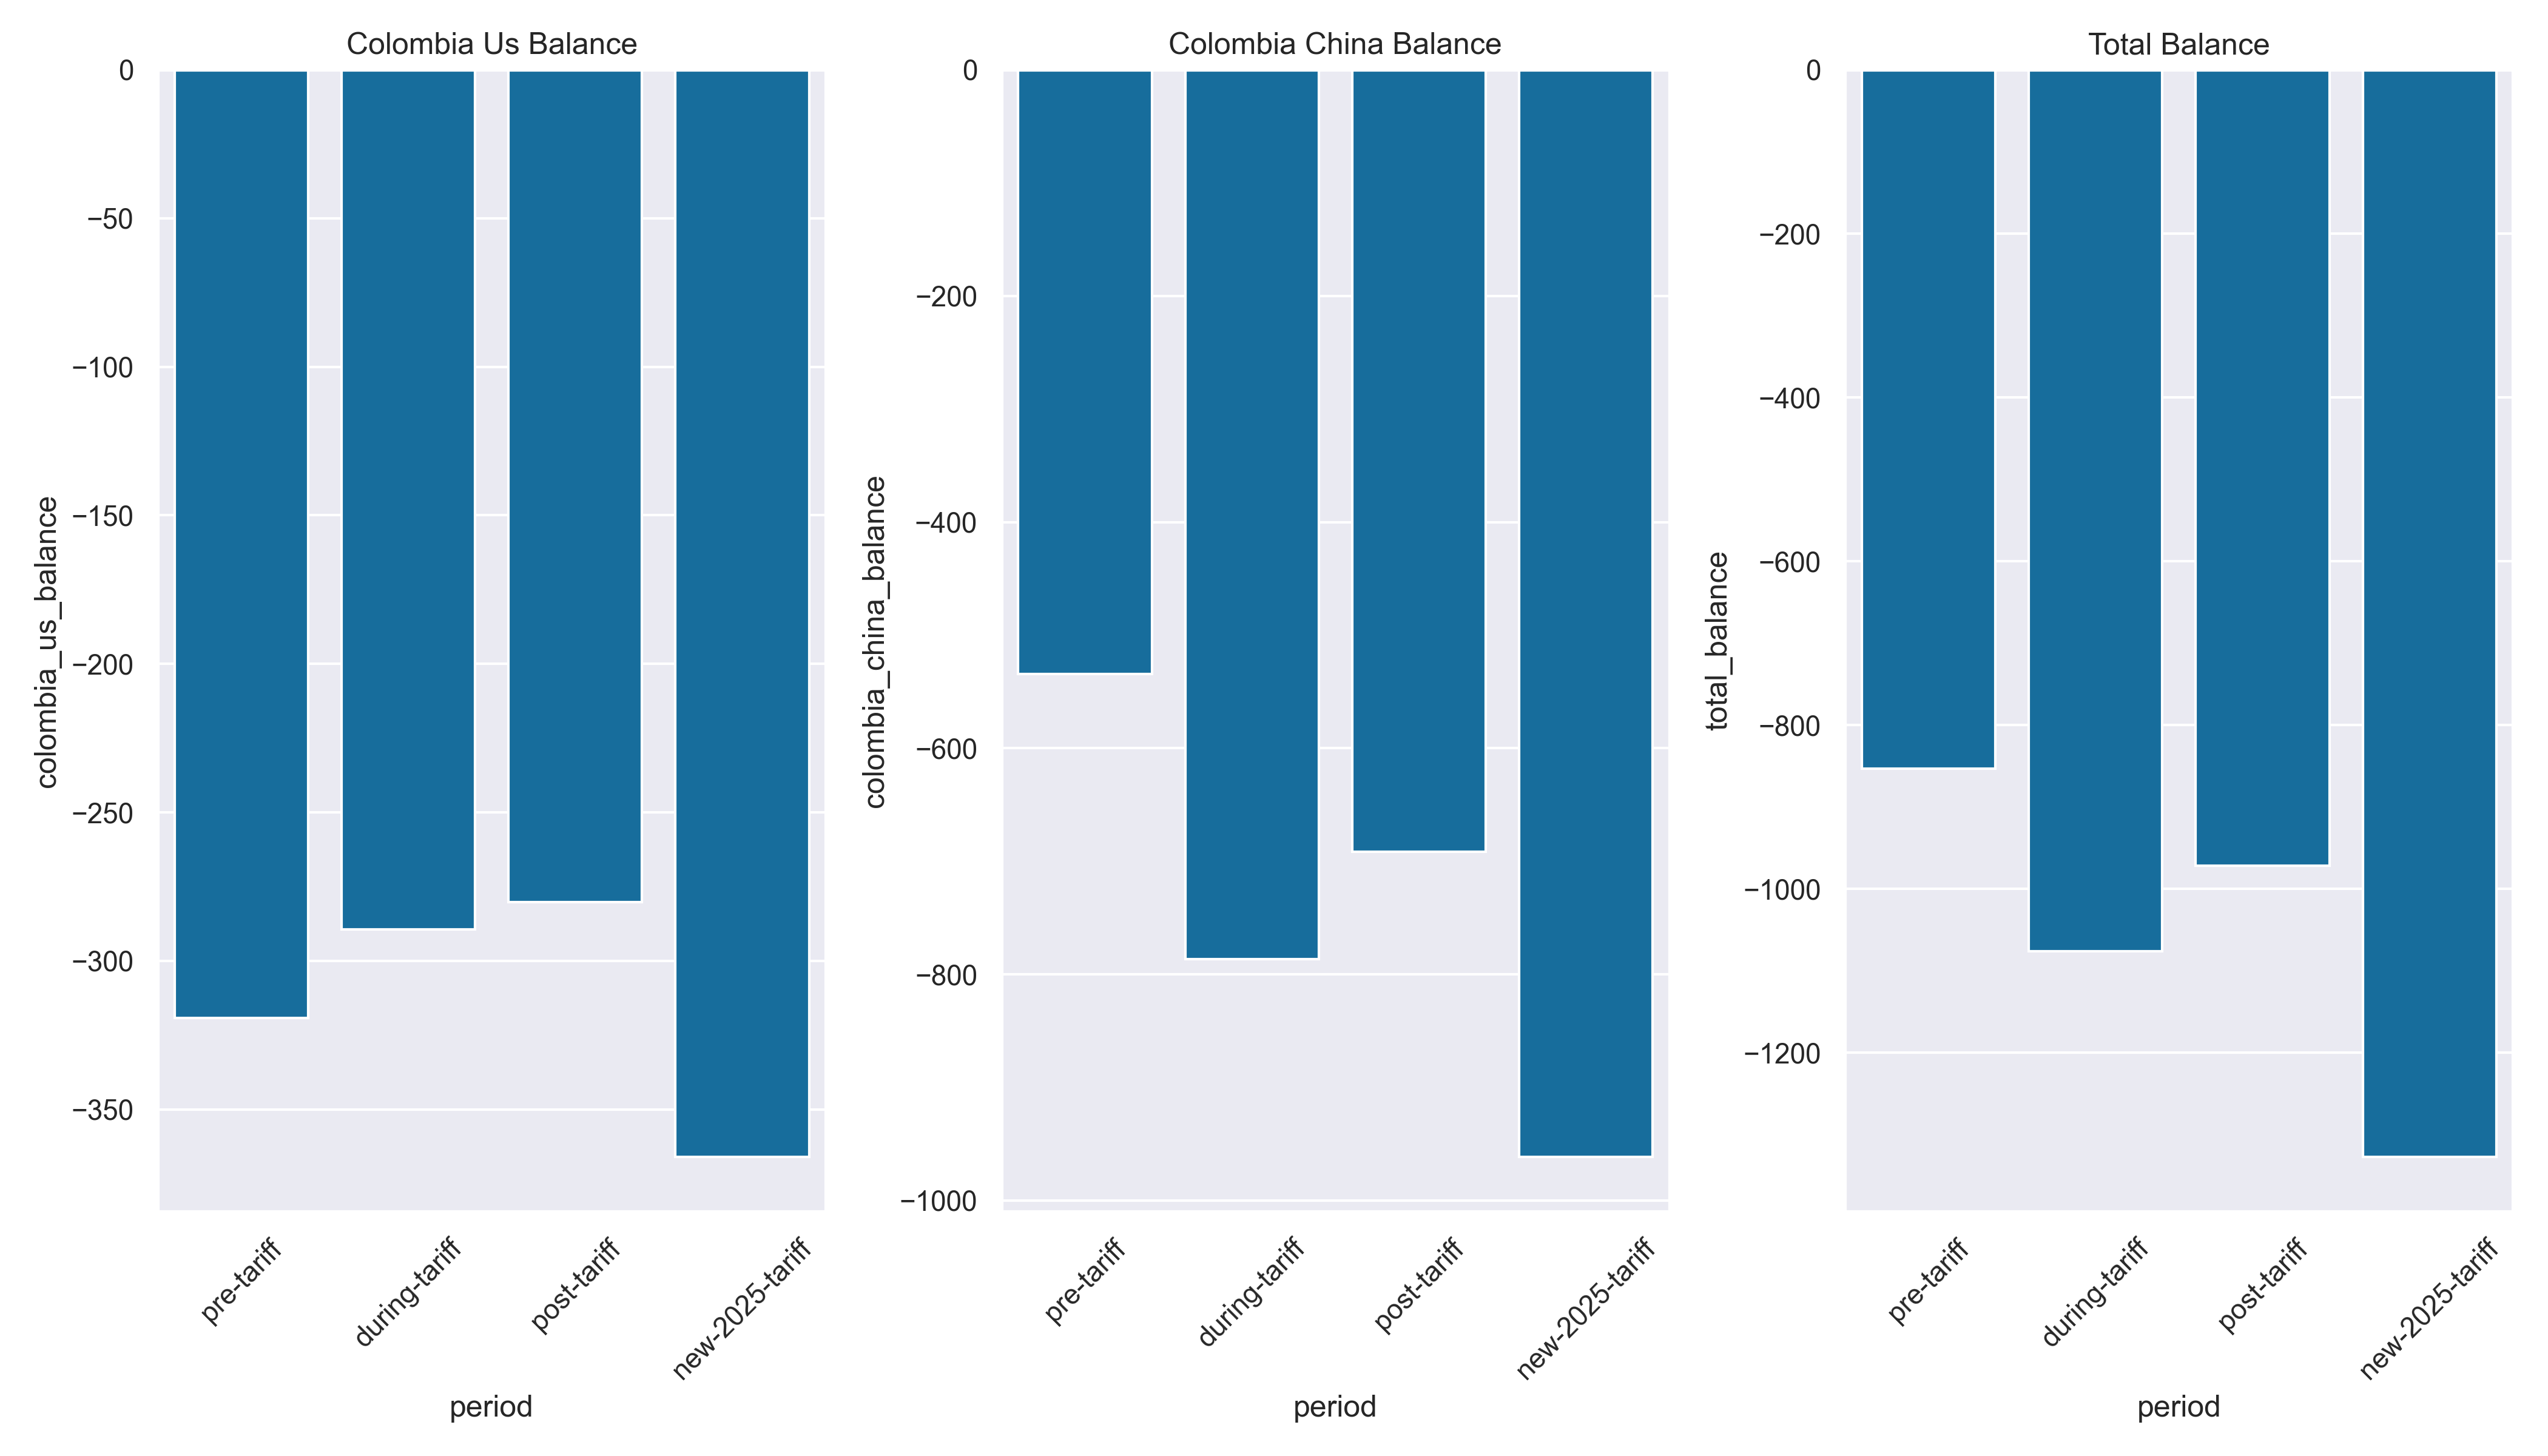 Colombia Us Balance
0
−50
−100
−150
−200
−250
−300
−350
colombia_us_balance
pre-tariff
during-tariff
post-tariff
new-2025-tariff
period
Colombia China Balance
0
−200
−400
−600
−800
−1000
colombia_china_balance
pre-tariff
during-tariff
post-tariff
new-2025-tariff
period
Total Balance
0
−200
−400
−600
−800
−1000
−1200
total_balance
pre-tariff
during-tariff
post-tariff
new-2025-tariff
period